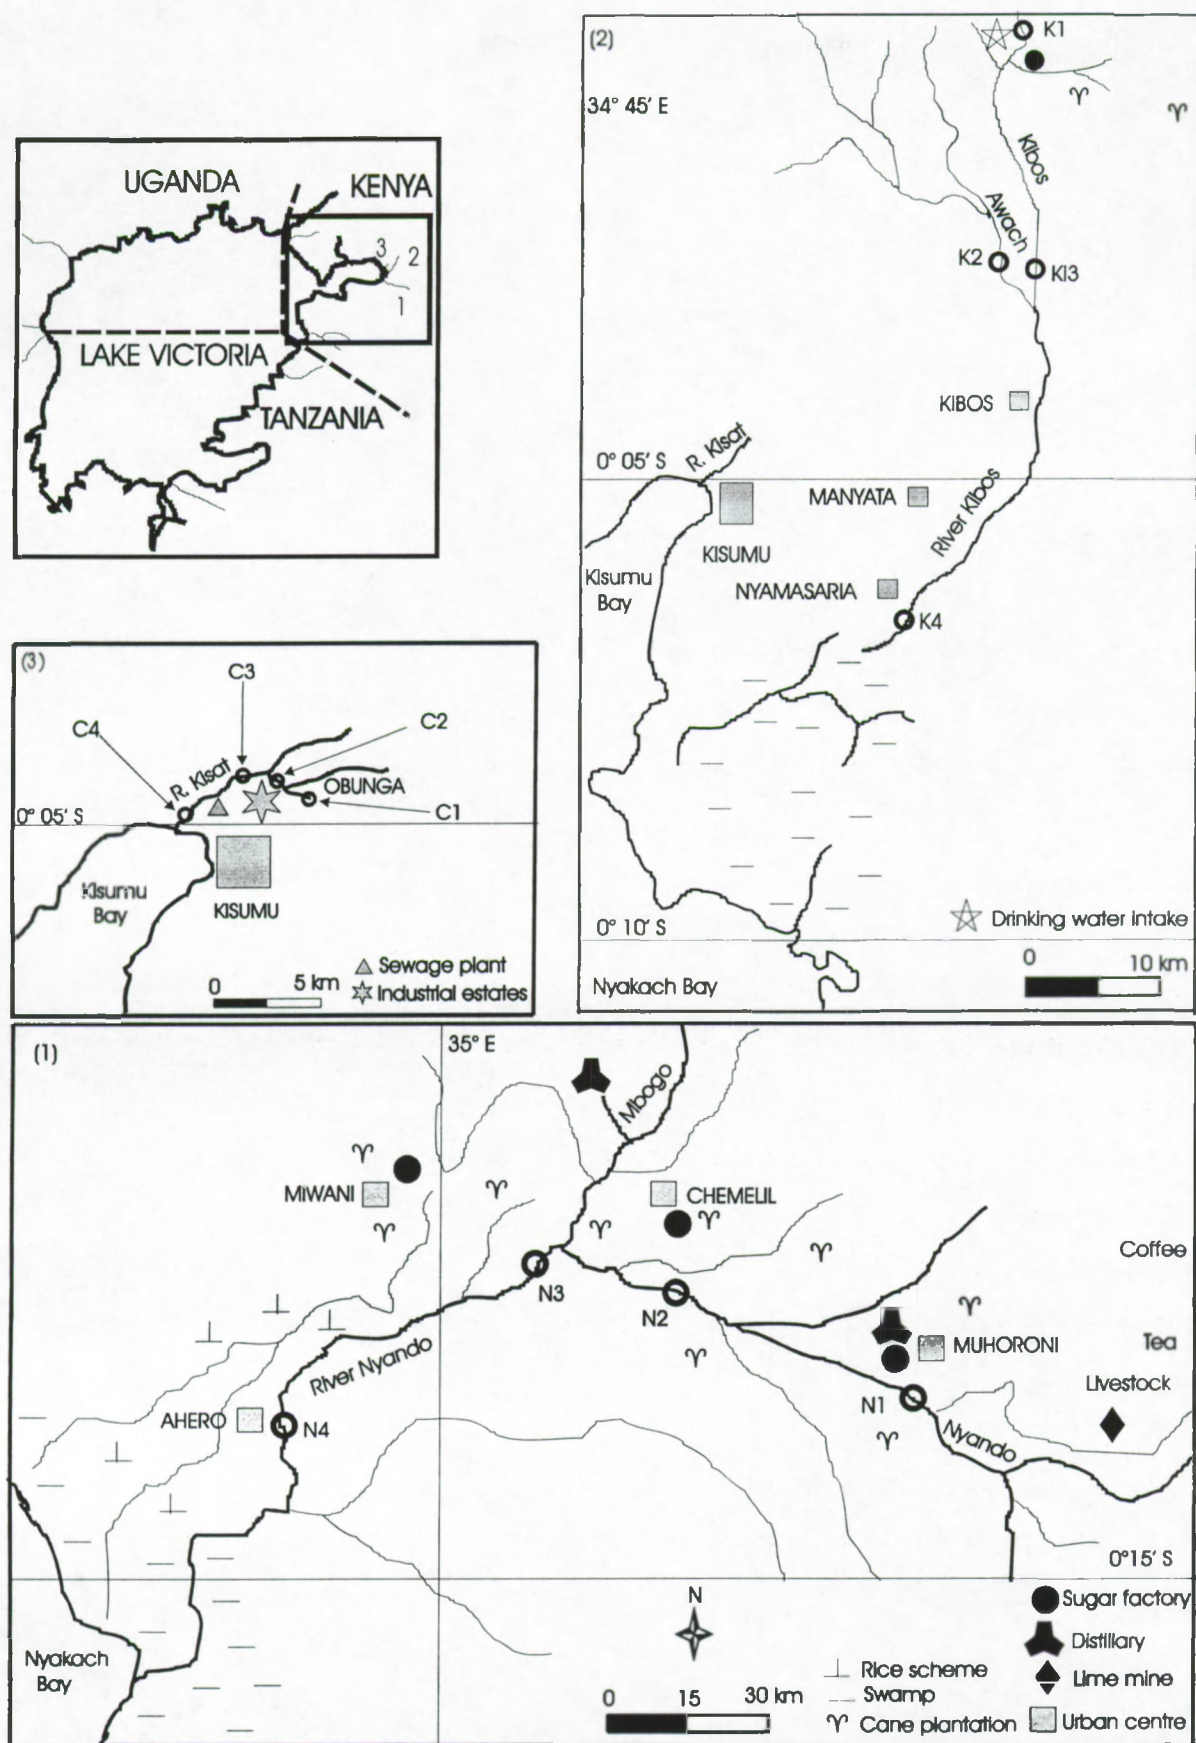 UGANDA
KENYA
3
2
1
LAKE VICTORIA
TANZANIA
(2)
K1
34° 45′ E
Kibos
Awach
K2
KI3
KIBOS
0° 05′ S
R. Kisat
MANYATA
River Kibos
KISUMU
Kisumu
Bay
NYAMASARIA
K4
0° 10′ S
Drinking water intake
0 10 km
Nyakach Bay
(3)
C3
C4
C2
R. Kisat
OBUNGA
0° 05′ S
C1
Kisumu
Bay
KISUMU
0 5 km
Sewage plant
Industrial estates
(1)
35° E
Mbogo
MIWANI
CHEMELIL
Coffee
N3
N2
River Nyando
MUHORONI
Tea
Livestock
AHERO
N4
N1
Nyando
0°15′ S
N
Sugar factory
Distillary
Nyakach
Bay
Rice scheme
Swamp
Cane plantation
Lime mine
Urban centre
0 15 30 km